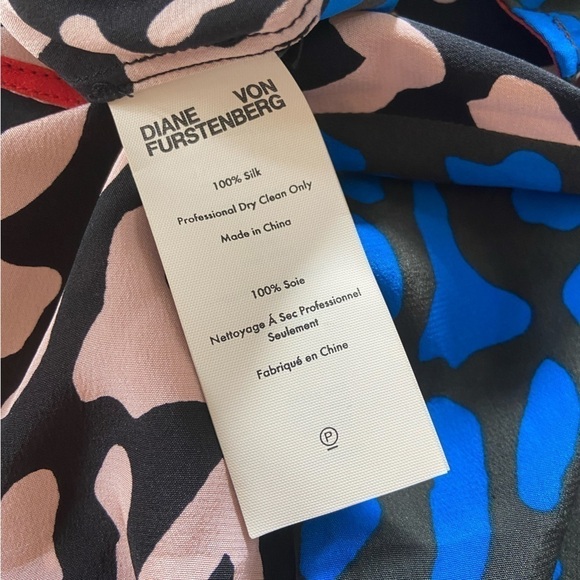 DIANE VON
FURSTENBERG
100% Silk
Professional Dry Clean Only
Made in China
100% Soie
Nettoyage Á Sec Professionnel
Seulement
Fabriqué en Chine
P